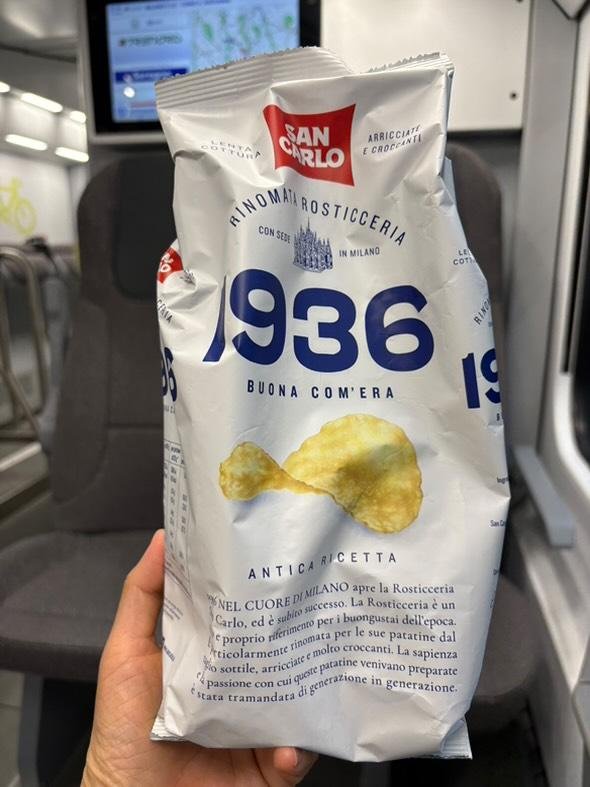 SAN
CARLO
LENTA
COTTURA
ARRICCIATE
E CROCCANTI
RINOMATA ROSTICCERIA
CON SEDE IN MILANO
1936
BUONA COM'ERA
ANTICA RICETTA
NEL CUORE DI MILANO apre la Rosticceria
Carlo, ed è subito successo. La Rosticceria è un
e proprio riferimento per i buongustai dell'epoca.
rticolarmente rinomata per le sue patatine dal
sottile, arricciate e molto croccanti. La sapienza
passione con cui queste patatine venivano preparate
è stata tramandata di generazione in generazione.